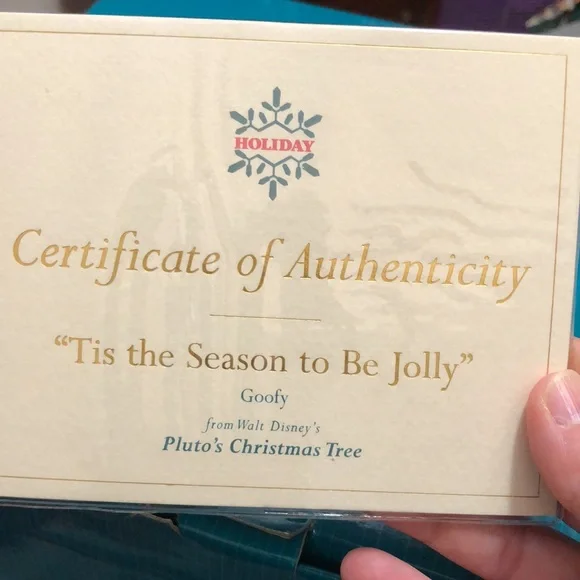 HOLIDAY
Certificate of Authenticity
“Tis the Season to Be Jolly”
Goofy
from Walt Disney's
Pluto's Christmas Tree